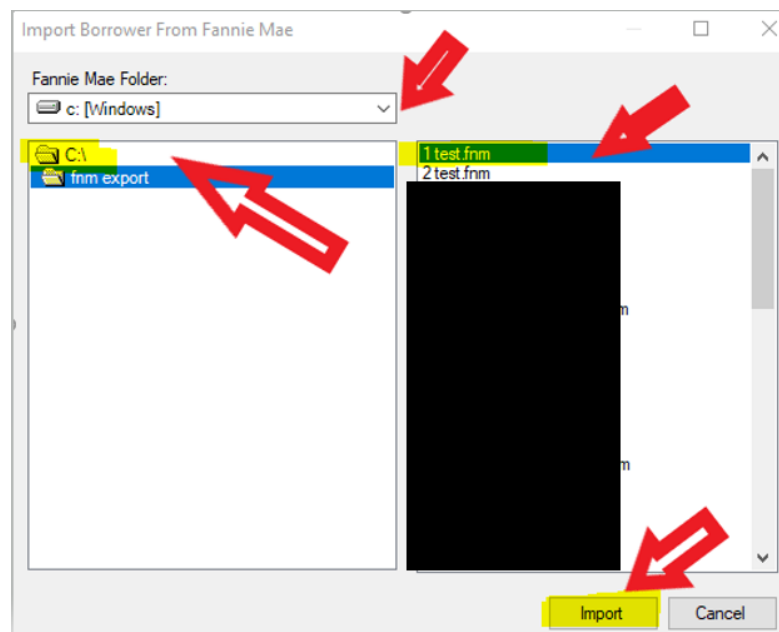 Import Borrower From Fannie Mae
Fannie Mae Folder:
c: [Windows]
C:\
fnm export
1 test.fnm
2 test.fnm
m
m
Import
Cancel